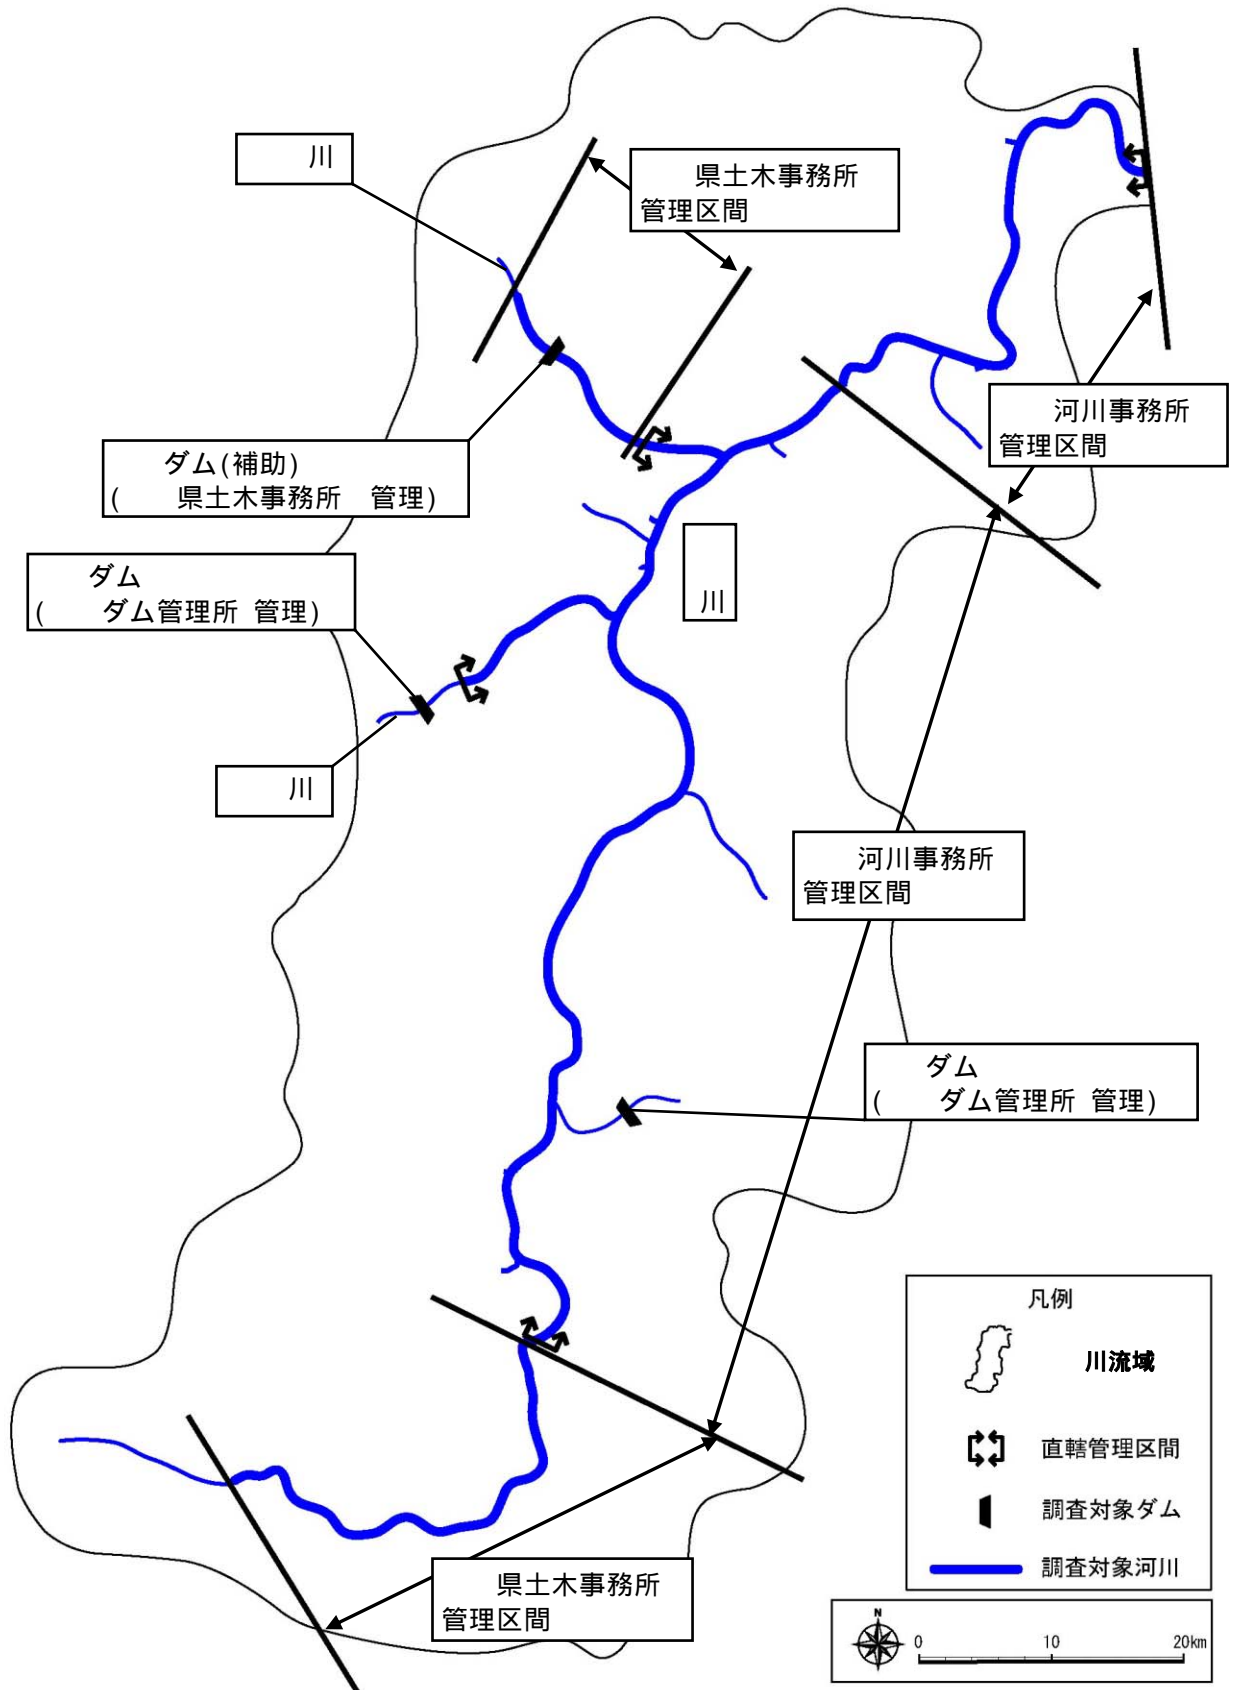 川
県土木事務所
管理区間
河川事務所
管理区間
ダム(補助)
(　　県土木事務所　管理)
ダム
(　　ダム管理所 管理)
川
川
河川事務所
管理区間
ダム
(　　ダム管理所 管理)
県土木事務所
管理区間
凡例
川流域
直轄管理区間
調査対象ダム
調査対象河川
N
0 10 20km